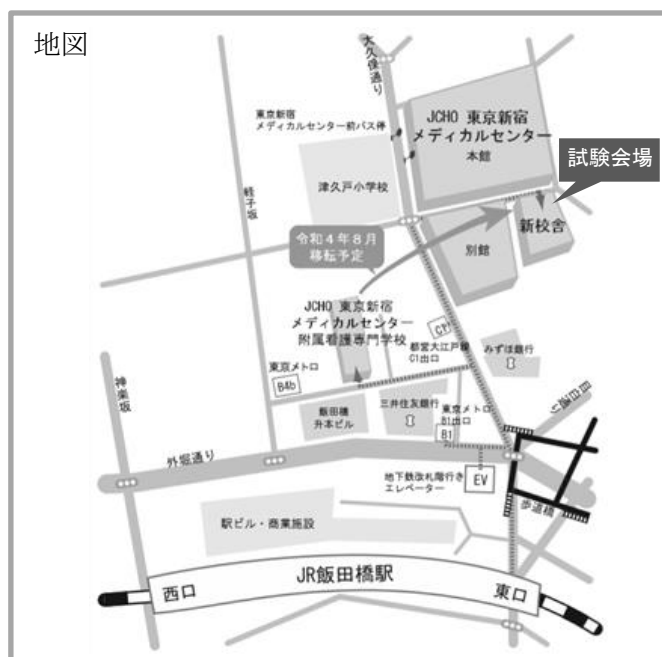 地図
大久保通り
東京新宿
メディカルセンター前バス停
JCHO 東京新宿
メディカルセンター
本館
試験会場
津久戸小学校
軽子坂
新校舎
令和4年8月
移転予定
別館
JCHO 東京新宿
メディカルセンター
附属看護専門学校
C1
都営大江戸線
C1出口
みずほ銀行
東京メトロ
B4b
神楽坂
目白通り
飯田橋
升本ビル
三井住友銀行
東京メトロ
B1出口
B1
外堀通り
地下鉄改札階行き
エレベーター
EV
歩道橋
駅ビル・商業施設
JR飯田橋駅
西口
東口